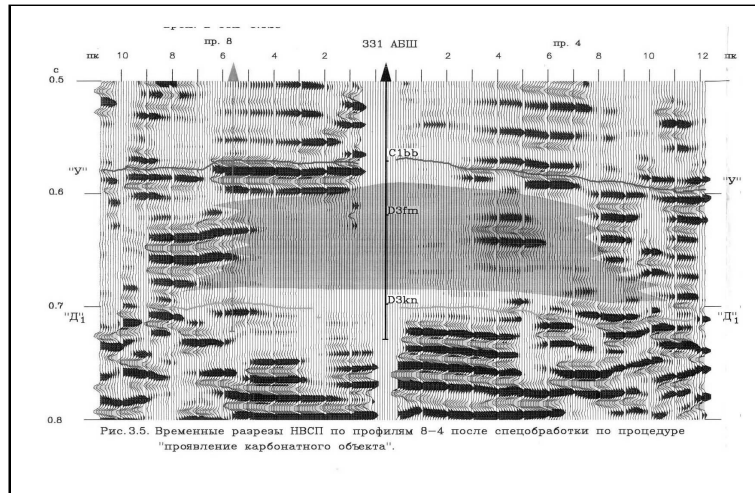 пр. 8 331 АБШ пр. 4
пк 10 8 6 4 2 0 2 4 6 8 10 12 пк
с
0.5
C1bb
"У" "У"
0.6
D3fm
D3kn
0.7
"Д"1 "Д"1
0.8
Рис.3.5. Временные разрезы НВСП по профилям 8-4 после спецобработки по процедуре
"проявление карбонатного объекта".